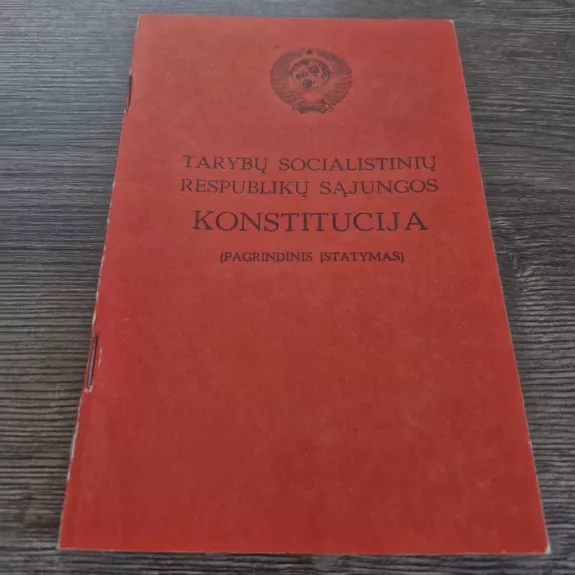 TARYBŲ SOCIALISTINIŲ
RESPUBLIKŲ SĄJUNGOS
KONSTITUCIJA
(PAGRINDINIS ĮSTATYMAS)